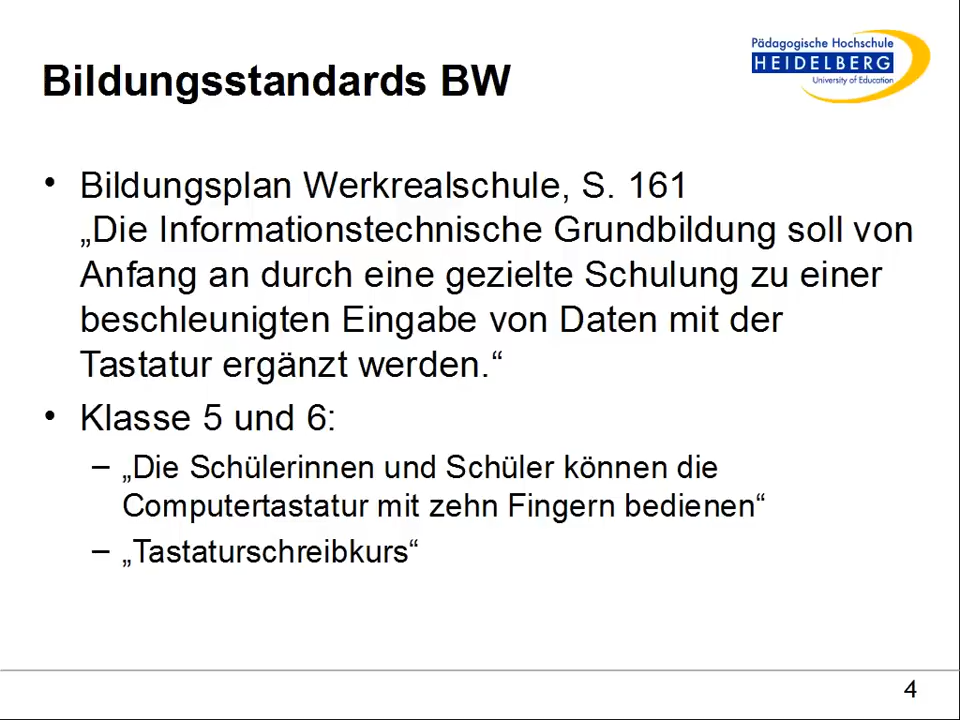 Pädagogische Hochschule
HEIDELBERG
University of Education
Bildungsstandards BW
• Bildungsplan Werkrealschule, S. 161
„Die Informationstechnische Grundbildung soll von
Anfang an durch eine gezielte Schulung zu einer
beschleunigten Eingabe von Daten mit der
Tastatur ergänzt werden.“
• Klasse 5 und 6:
– „Die Schülerinnen und Schüler können die
Computertastatur mit zehn Fingern bedienen“
– „Tastaturschreibkurs“
4